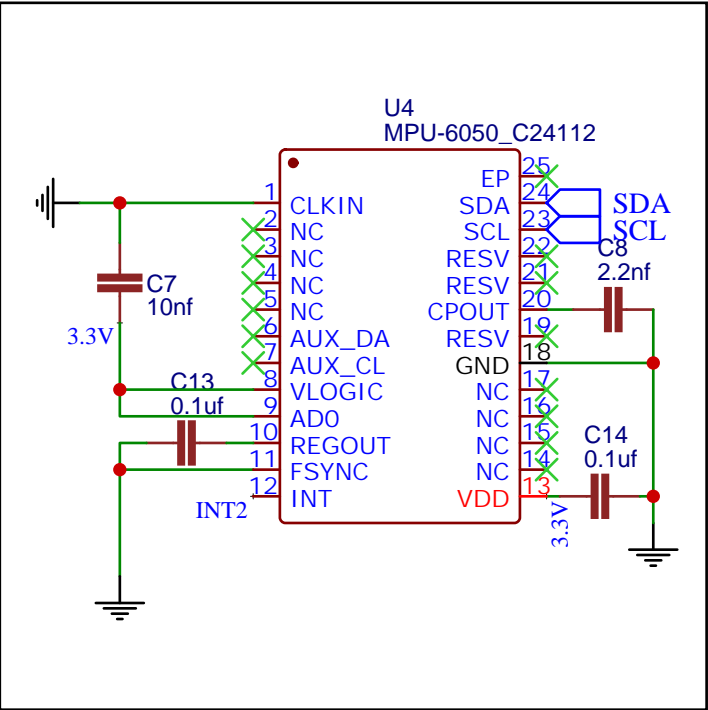 U4
MPU-6050_C24112
1 CLKIN
2 NC
3 NC
4 NC
5 NC
6 AUX_DA
7 AUX_CL
8 VLOGIC
9 AD0
10 REGOUT
11 FSYNC
12 INT
EP 25
SDA 24
SCL 23
RESV 22
RESV 21
CPOUT 20
RESV 19
GND 18
NC 17
NC 16
NC 15
NC 14
VDD 13
SDA
SCL
C8
2.2nf
C7
10nf
3.3V
C13
0.1uf
INT2
C14
0.1uf
3.3V